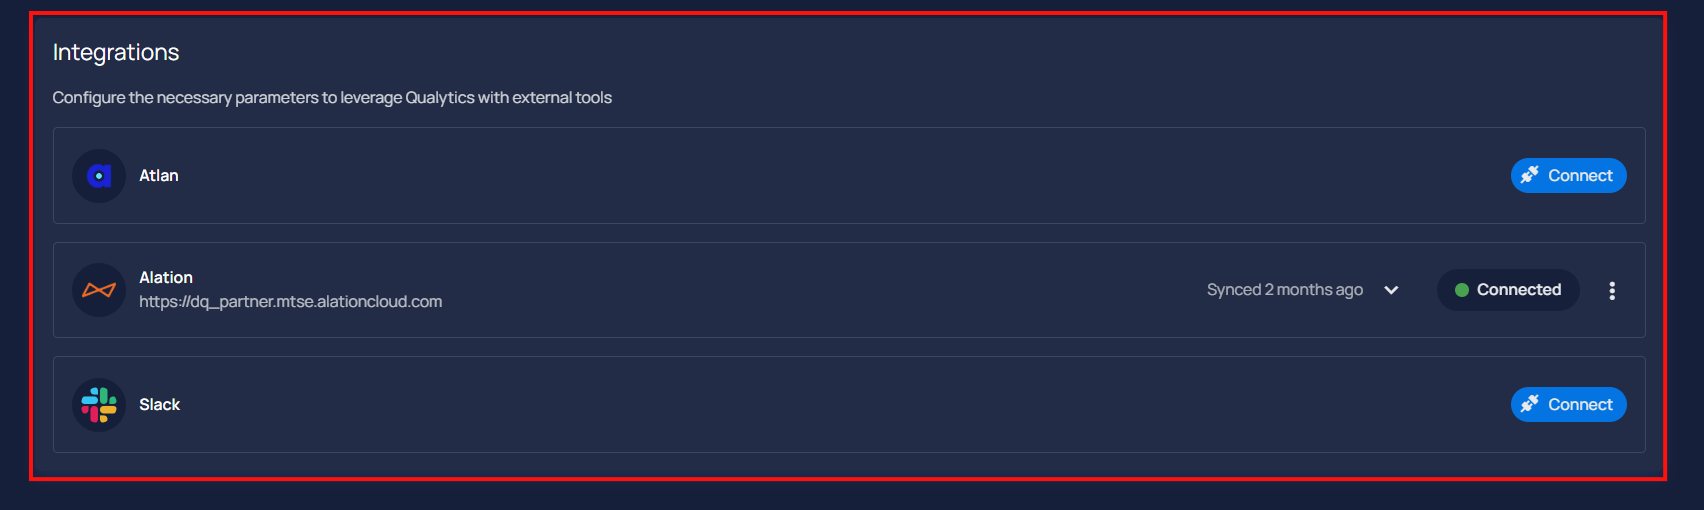 Integrations
Configure the necessary parameters to leverage Qualytics with external tools
Atlan
Connect
Alation
https://dq_partner.mtse.alationcloud.com
Synced 2 months ago
Connected
Slack
Connect